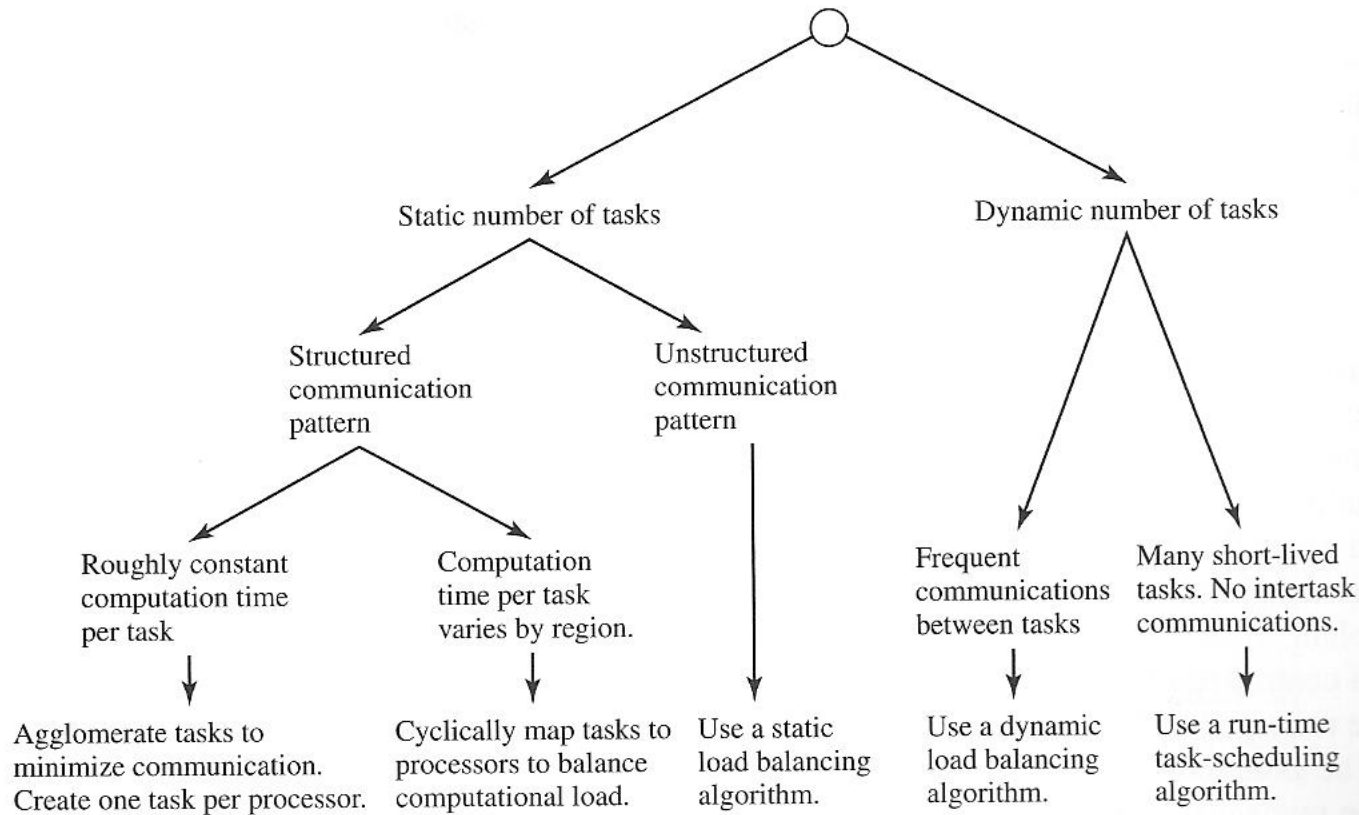 Static number of tasks
Dynamic number of tasks
Structured
communication
pattern
Unstructured
communication
pattern
Roughly constant
computation time
per task
Computation
time per task
varies by region.
Frequent
communications
between tasks
Many short-lived
tasks. No intertask
communications.
Agglomerate tasks to
minimize communication.
Create one task per processor.
Cyclically map tasks to
processors to balance
computational load.
Use a static
load balancing
algorithm.
Use a dynamic
load balancing
algorithm.
Use a run-time
task-scheduling
algorithm.